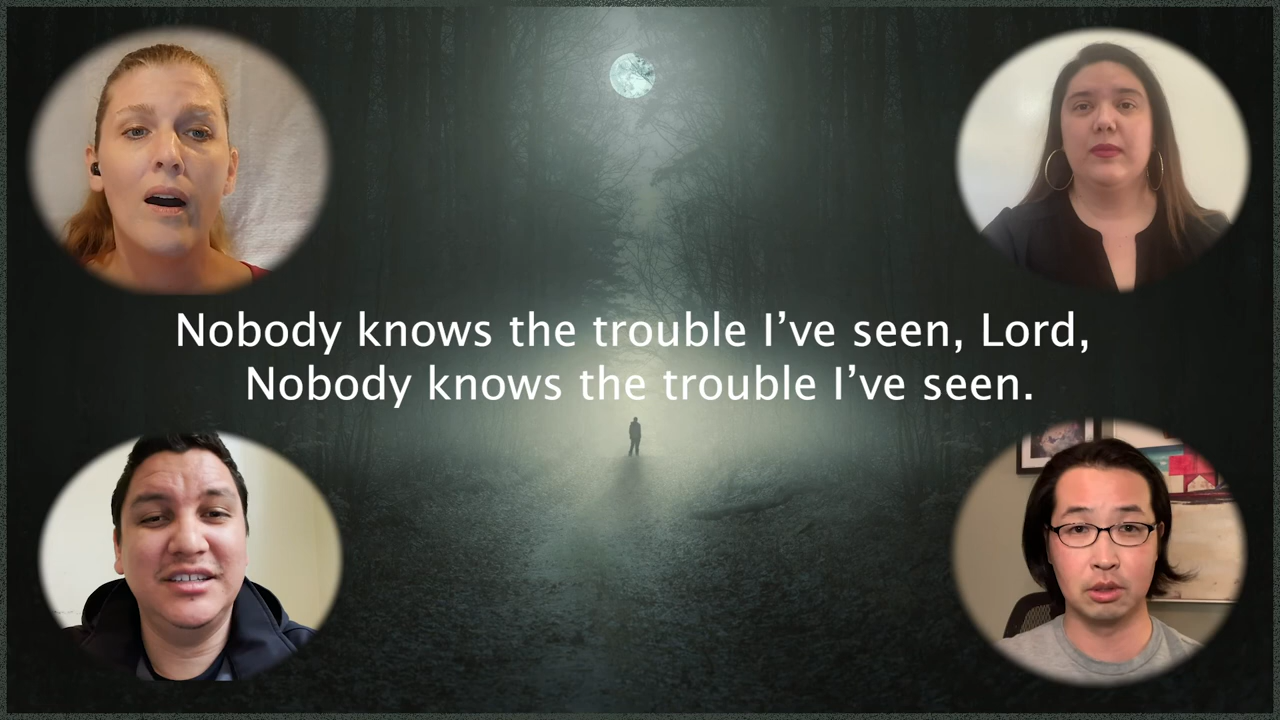 Nobody knows the trouble I’ve seen, Lord,
Nobody knows the trouble I’ve seen.